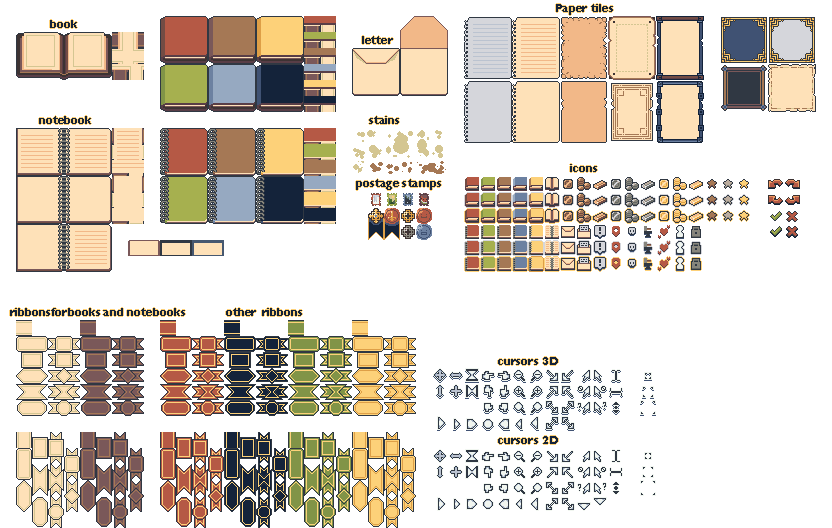 Paper tiles
book
letter
notebook
stains
icons
postage stamps
ribbonsforbooks and notebooks
other ribbons
cursors 3D
cursors 2D